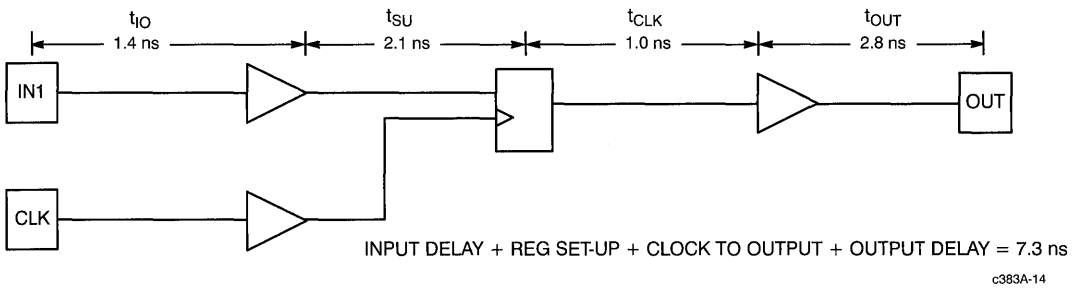 tIO tSU tCLK tOUT
1.4 ns 2.1 ns 1.0 ns 2.8 ns
IN1 OUT
CLK
INPUT DELAY + REG SET-UP + CLOCK TO OUTPUT + OUTPUT DELAY = 7.3 ns
c383A-14